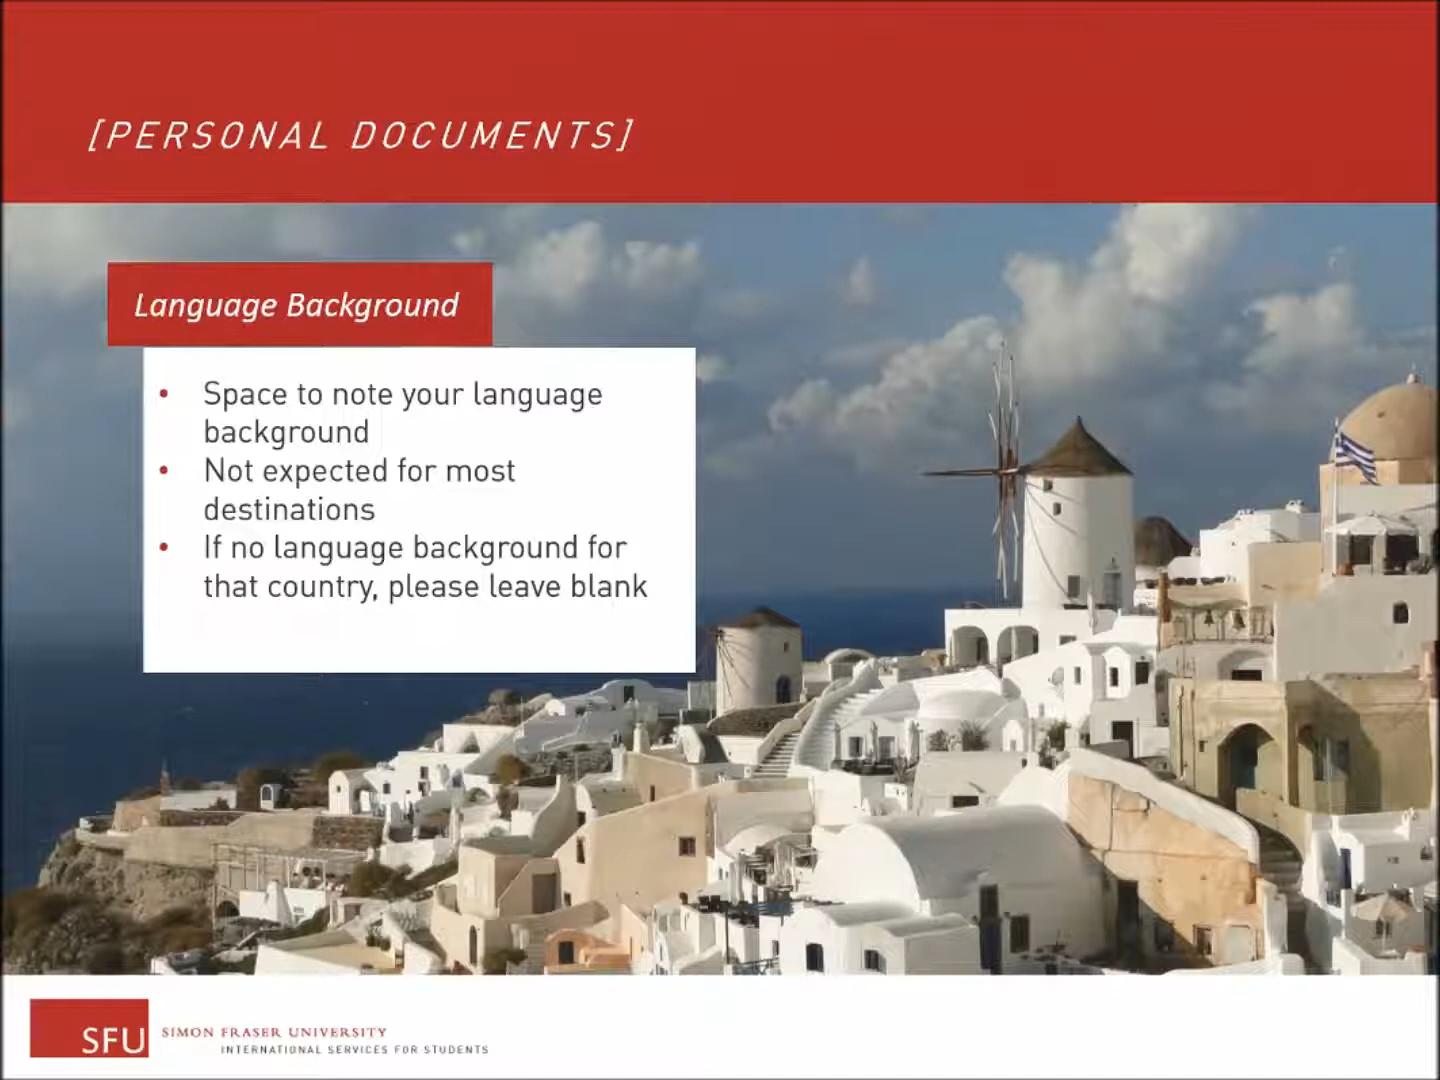 [PERSONAL DOCUMENTS]
Language Background
• Space to note your language
background
• Not expected for most
destinations
• If no language background for
that country, please leave blank
SFU
SIMON FRASER UNIVERSITY
INTERNATIONAL SERVICES FOR STUDENTS